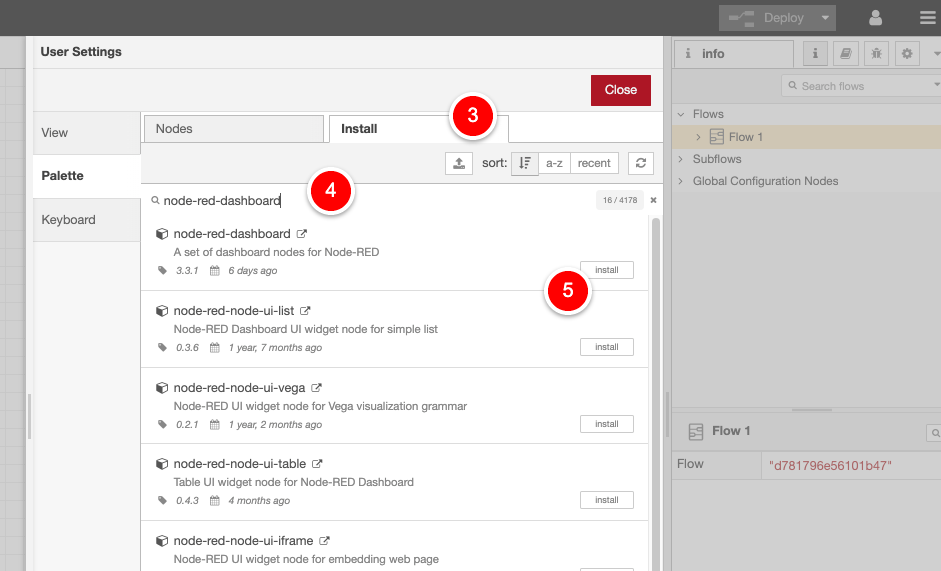 Deploy
User Settings
info
Close
Search flows
Flows
View
Nodes
Install
3
Flow 1
Subflows
Palette
sort:
a-z
recent
Global Configuration Nodes
node-red-dashboard
4
16 / 4178
Keyboard
node-red-dashboard
A set of dashboard nodes for Node-RED
3.3.1 6 days ago
install
5
node-red-node-ui-list
Node-RED Dashboard UI widget node for simple list
0.3.6 1 year, 7 months ago
install
node-red-node-ui-vega
Node-RED UI widget node for Vega visualization grammar
0.2.1 1 year, 2 months ago
install
node-red-node-ui-table
Table UI widget node for Node-RED Dashboard
0.4.3 4 months ago
install
node-red-node-ui-iframe
Node-RED UI widget node for embedding web page
Flow 1
Flow "d781796e56101b47"